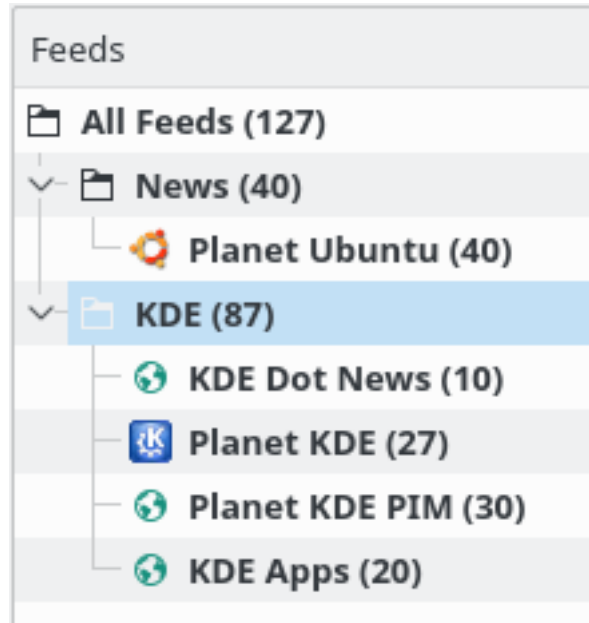 Feeds
All Feeds (127)
News (40)
Planet Ubuntu (40)
KDE (87)
KDE Dot News (10)
Planet KDE (27)
Planet KDE PIM (30)
KDE Apps (20)